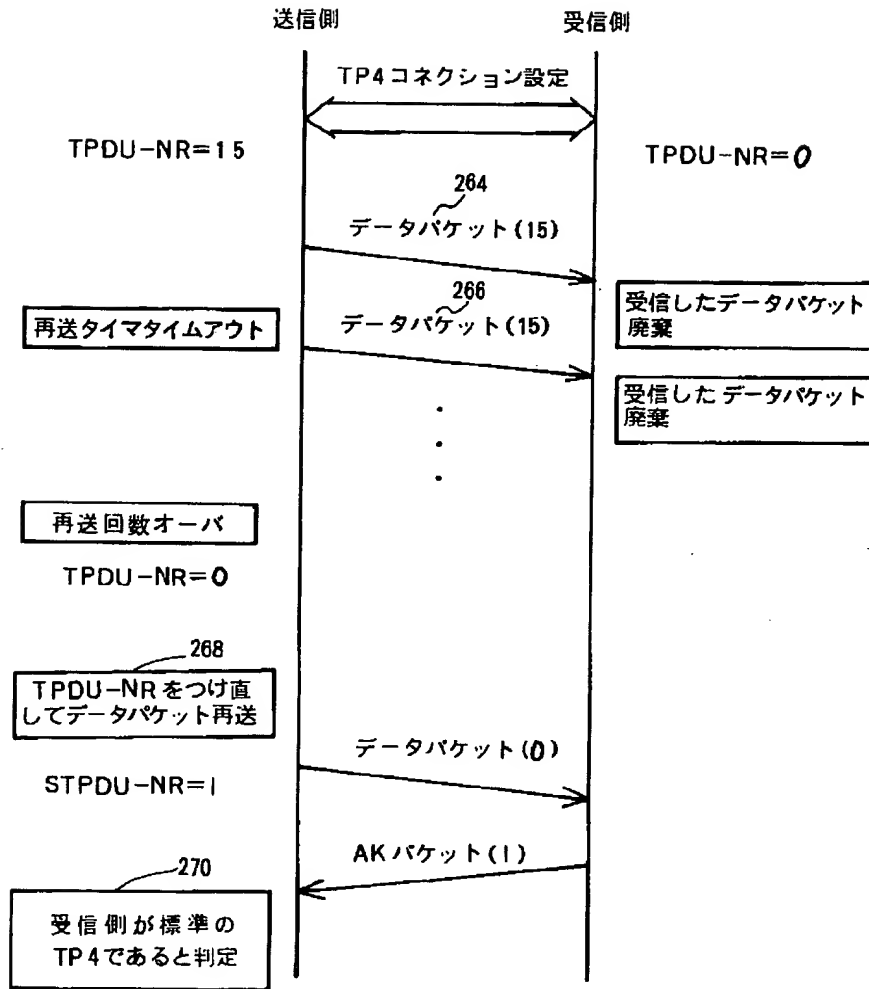 送信側
受信側
TP4コネクション設定
TPDU-NR=15
TPDU-NR=0
264
データパケット(15)
受信したデータパケット
廃棄
再送タイマタイムアウト
266
データパケット(15)
受信したデータパケット
廃棄
再送回数オーバ
TPDU-NR=0
268
TPDU-NRをつけ直
してデータパケット再送
データパケット(0)
STPDU-NR=1
AKパケット(1)
270
受信側が標準の
TP4であると判定